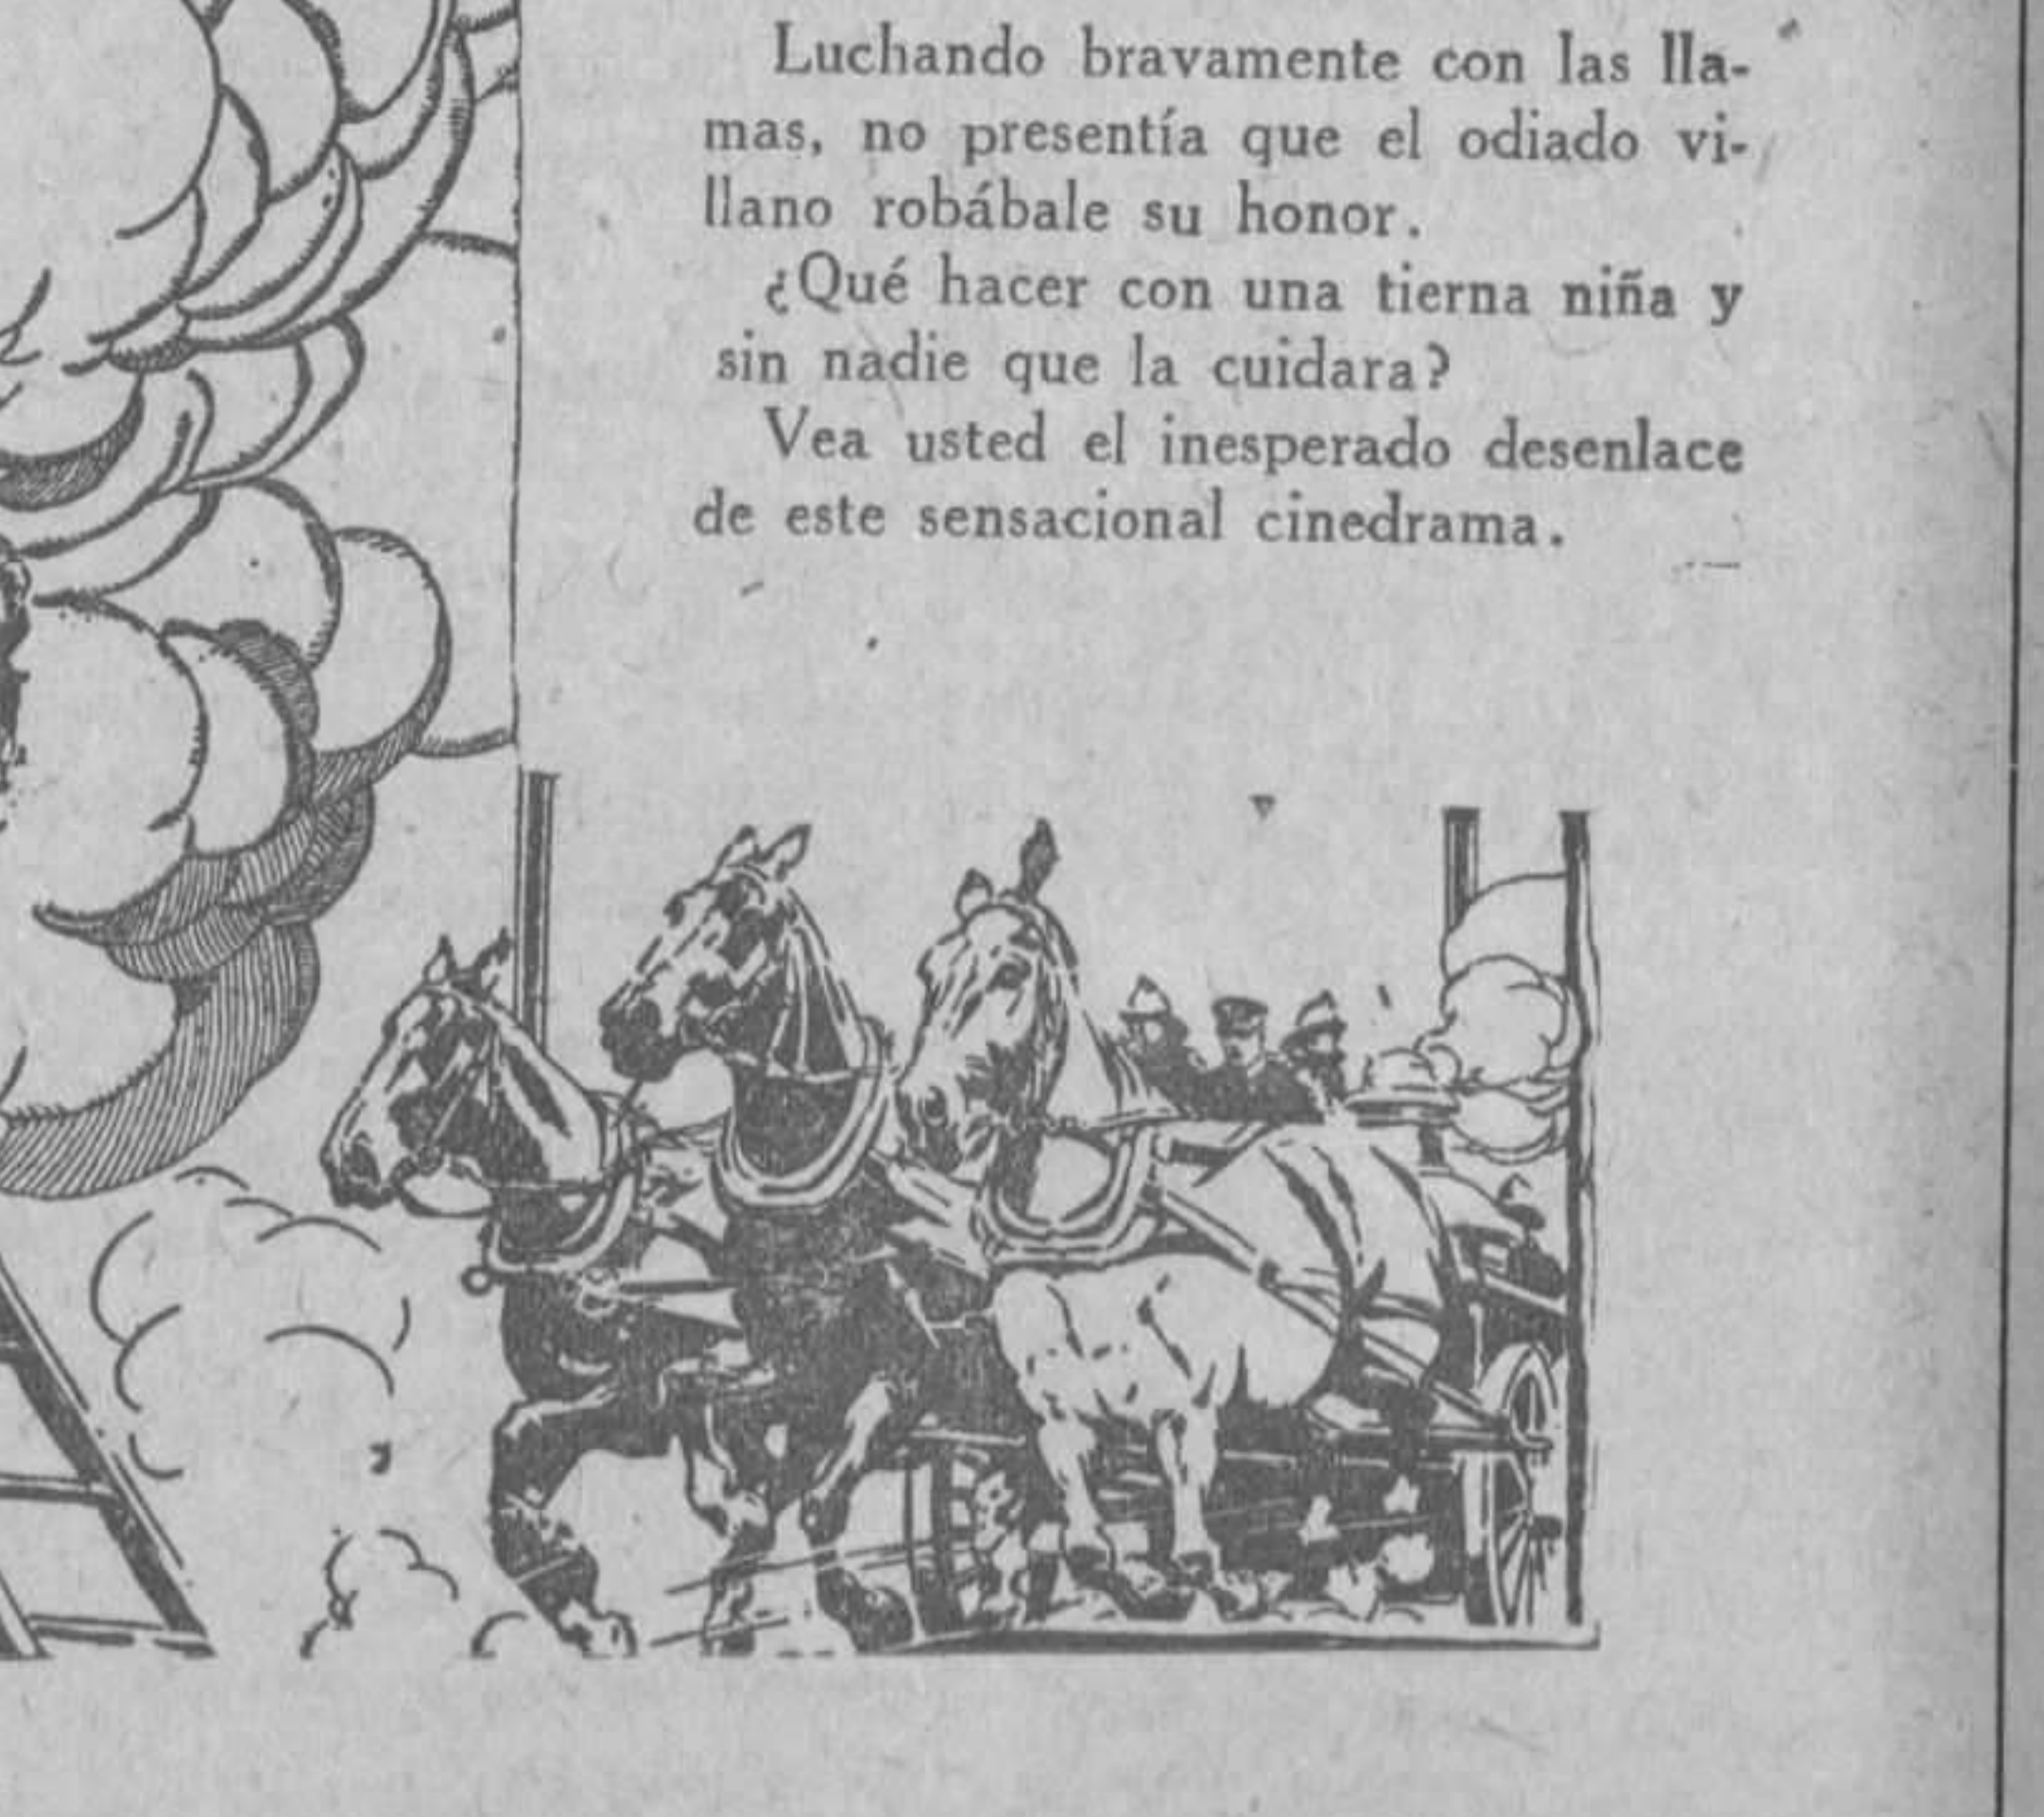 Luchando bravamente con las lla-
mas, no presentía que el odiado vi-
llano robábale su honor.
¿Qué hacer con una tierna niña y
sin nadie que la cuidara?
Vea usted el inesperado desenlace
de este sensacional cinedrama.